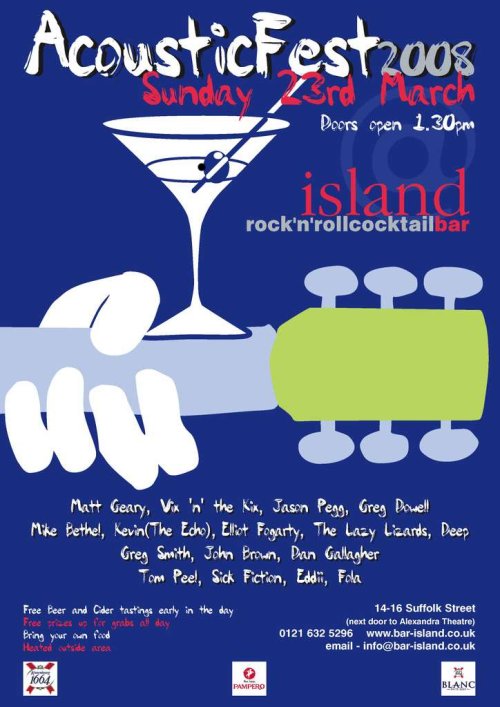 AcousticFest2008
Sunday 23rd March
Doors open 1.30pm
@
island
rock'n'rollcocktailbar
Matt Geary, Vix 'n' the Kix, Jason Pegg, Greg Dowell
Mike Bethel, Kevin(The Echo), Elliot Fogarty, The Lazy Lizards, Deep
Greg Smith, John Brown, Dan Gallagher
Tom Peel, Sick Fiction, Eddii, Fola
Free Beer and Cider tastings early in the day
Free prizes up for grabs all day
Bring your own food
Heated outside area
14-16 Suffolk Street
(next door to Alexandra Theatre)
0121 632 5296 www.bar-island.co.uk
email - info@bar-island.co.uk
Kronenbourg
1664
PAMPERO
BLANC